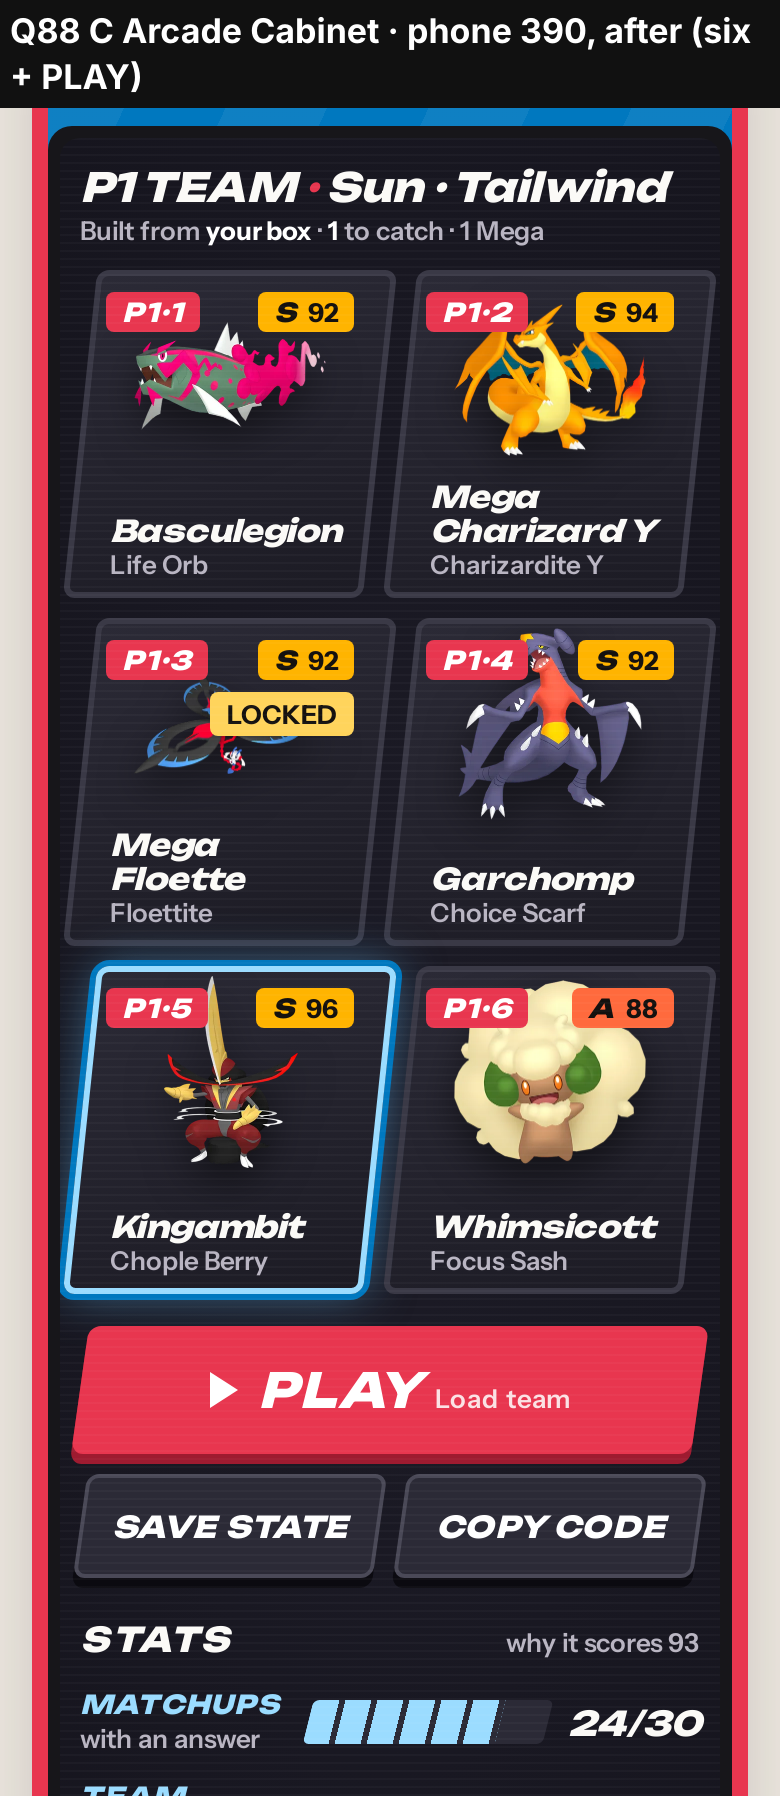 Q88 C Arcade Cabinet · phone 390, after (six
+ PLAY)
P1 TEAM · Sun · Tailwind
Built from your box · 1 to catch · 1 Mega
P1·1 S 92
Basculegion
Life Orb
P1·2 S 94
Mega
Charizard Y
Charizardite Y
P1·3 S 92
LOCKED
Mega
Floette
Floettite
P1·4 S 92
Garchomp
Choice Scarf
P1·5 S 96
Kingambit
Chople Berry
P1·6 A 88
Whimsicott
Focus Sash
PLAY Load team
SAVE STATE
COPY CODE
STATS
why it scores 93
MATCHUPS
with an answer
24/30
TEAM